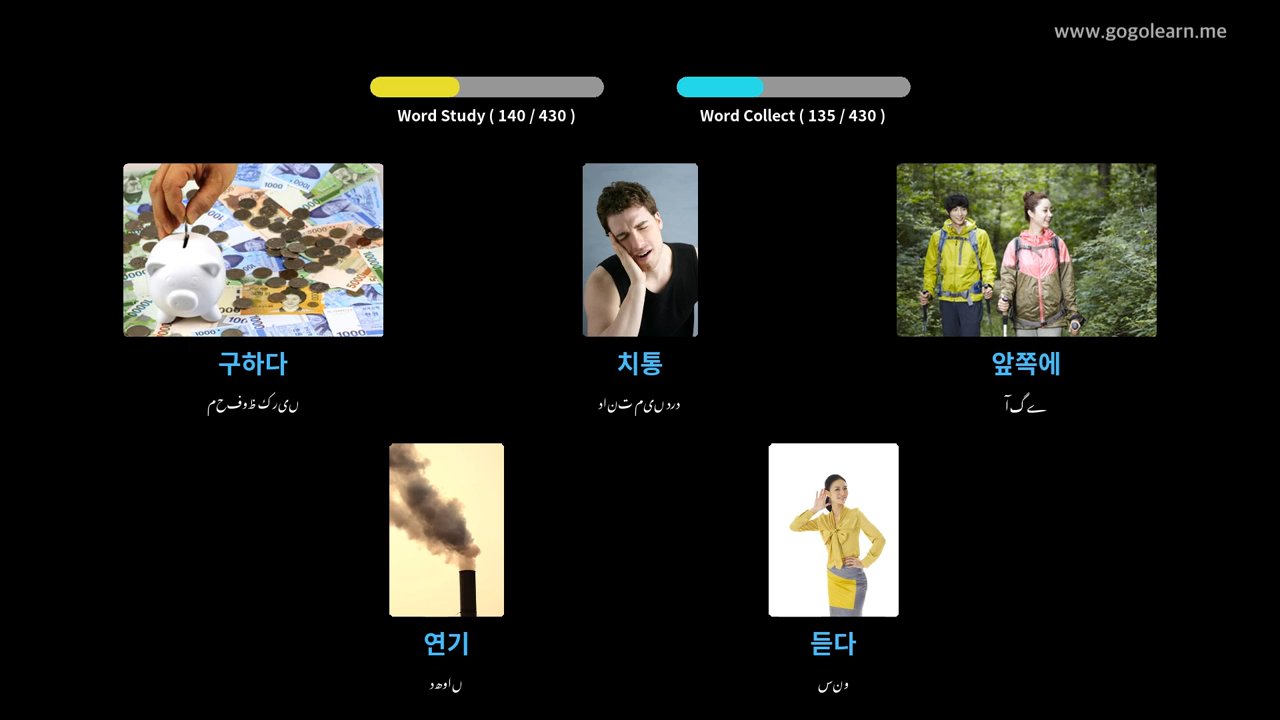 www.gogolearn.me
Word Study ( 140 / 430 )
Word Collect ( 135 / 430 )
구하다
치통
앞쪽에
محفوظ کریں
دانت میں درد
آگے
연기
듣다
دھواں
سنو